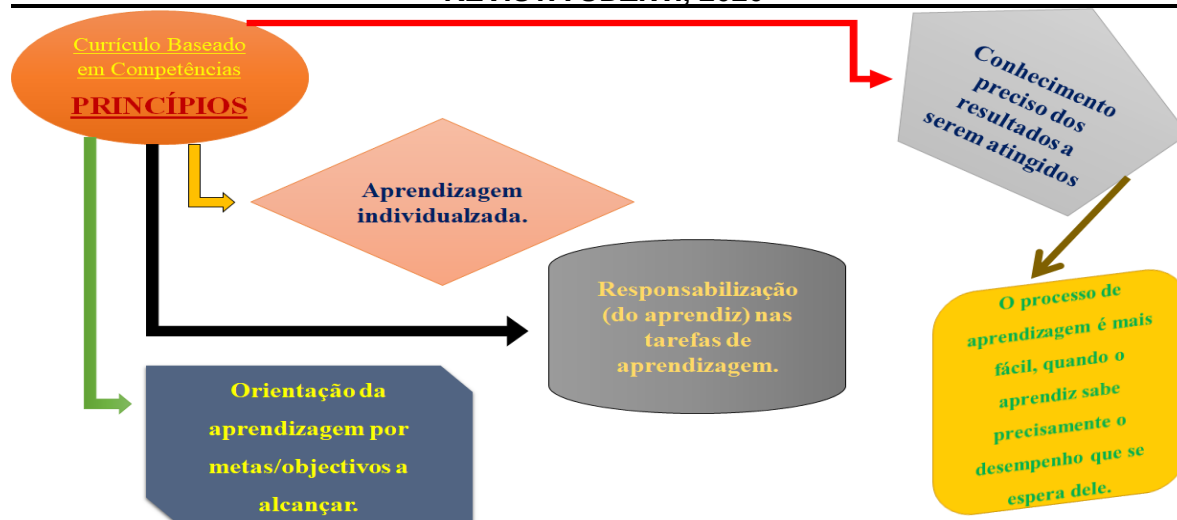 Currículo Baseado
em Competências
PRINCÍPIOS
Conhecimento
preciso dos
resultados a
serem atingidos
Aprendizagem
individualzada.
Responsabilização
(do aprendiz) nas
tarefas de
aprendizagem.
O processo de
aprendizagem é mais
fácil, quando o
aprendiz sabe
precisamente o
desempenho que se
espera dele.
Orientação da
aprendizagem por
metas/objectivos a
alcançar.